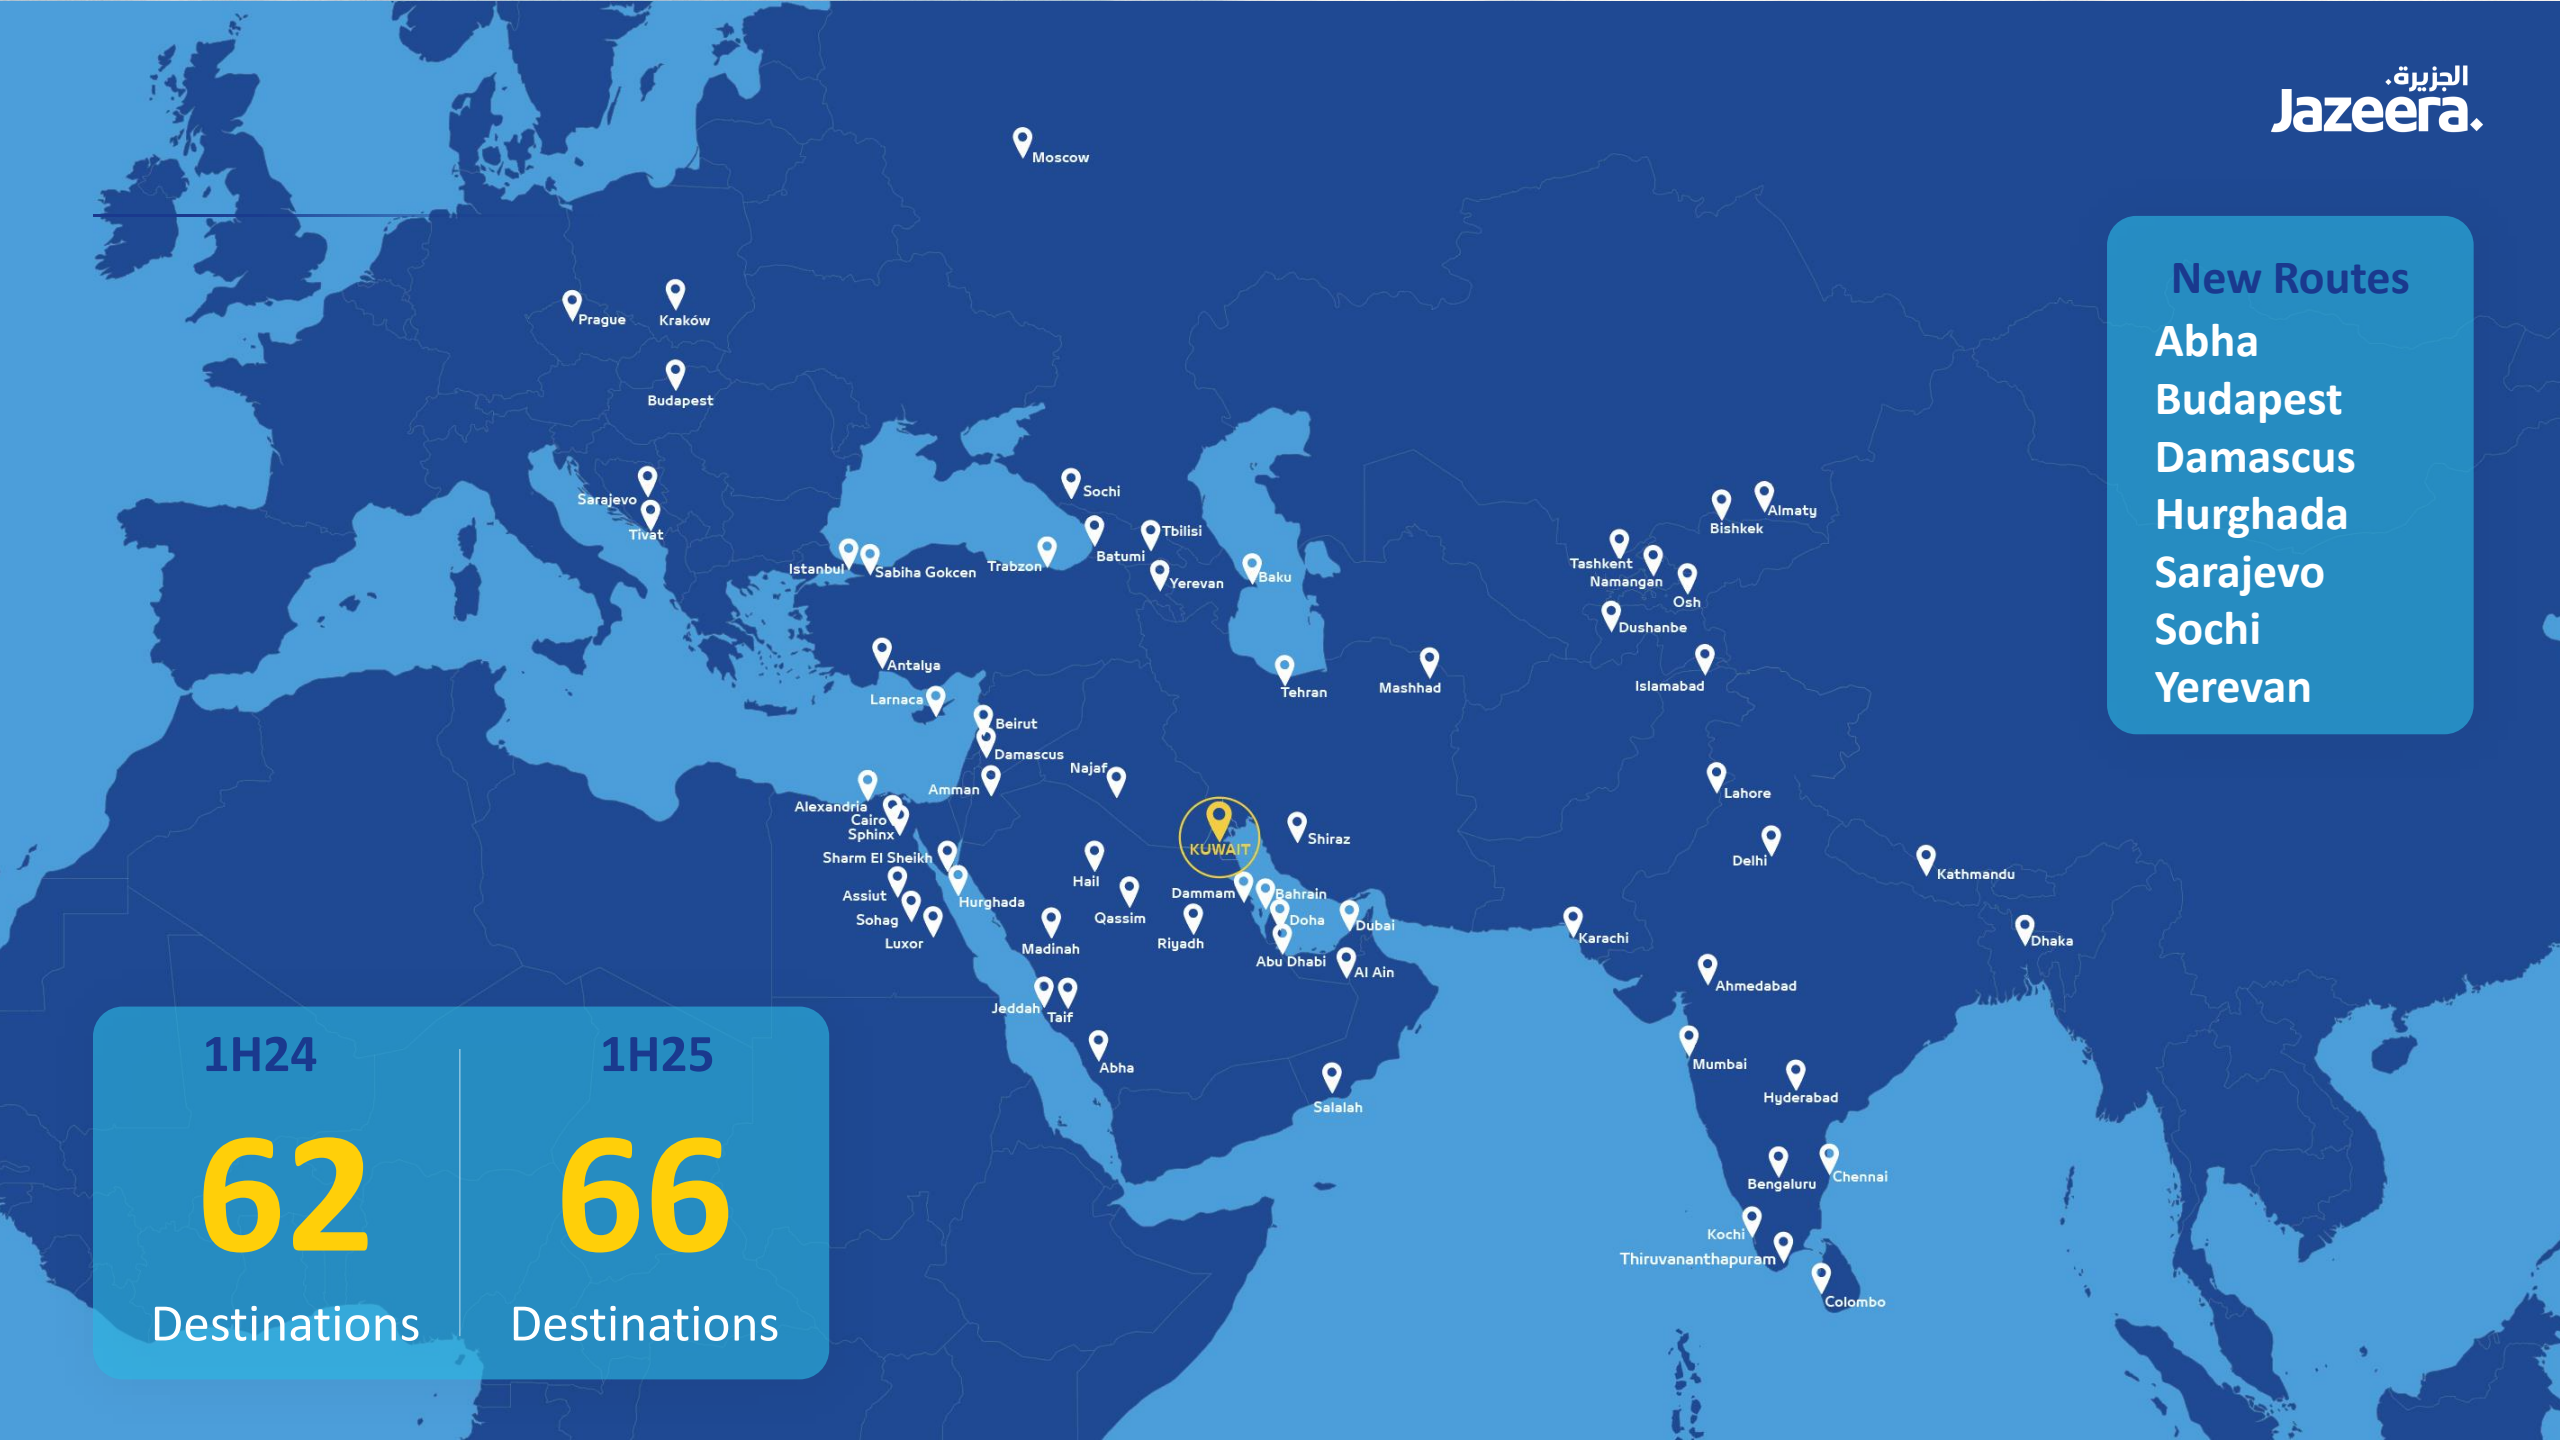 الجزيرة.
Jazeera.
New Routes
Abha
Budapest
Damascus
Hurghada
Sarajevo
Sochi
Yerevan
Moscow
Prague
Kraków
Budapest
Sarajevo
Tivat
Sochi
Tbilisi
Batumi
Trabzon
Yerevan
Istanbul
Sabiha Gokcen
Baku
Almaty
Bishkek
Tashkent
Namangan
Osh
Dushanbe
Antalya
Larnaca
Tehran
Mashhad
Islamabad
Beirut
Damascus
Najaf
Amman
Alexandria
Cairo
Sphinx
KUWAIT
Shiraz
Lahore
Delhi
Kathmandu
Sharm El Sheikh
Hail
Assiut
Hurghada
Dammam
Bahrain
Sohag
Qassim
Doha
Dubai
Luxor
Madinah
Riyadh
Abu Dhabi
Al Ain
Karachi
Dhaka
Ahmedabad
Jeddah
Taif
Abha
Salalah
Mumbai
Hyderabad
Bengaluru
Chennai
Kochi
Thiruvananthapuram
Colombo
1H24
62
Destinations
1H25
66
Destinations